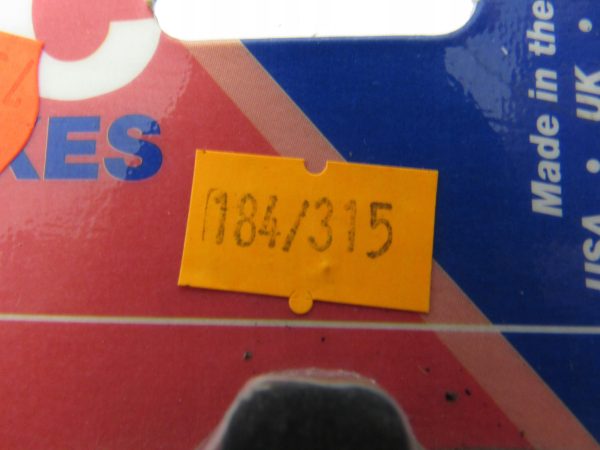 C
KES
184/315
Made in the
UK •
USA •